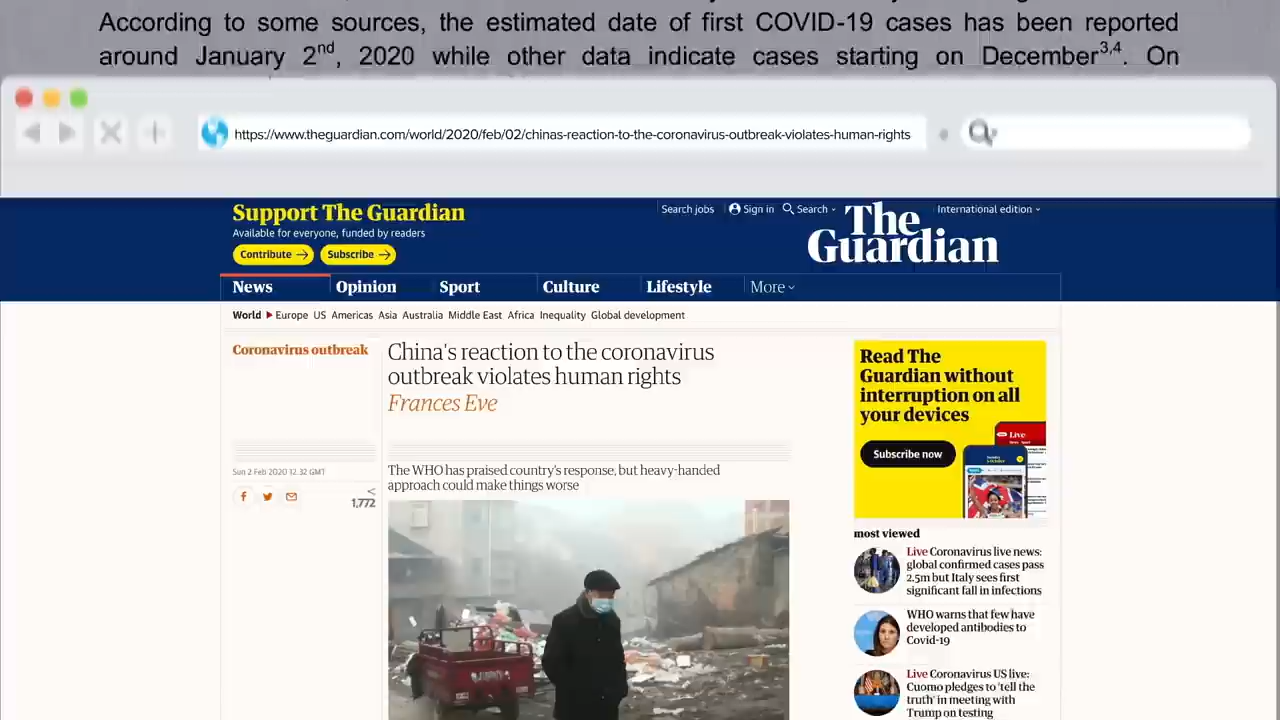 According to some sources, the estimated date of first COVID-19 cases has been reported
around January 2nd, 2020 while other data indicate cases starting on December3,4. On
https://www.theguardian.com/world/2020/feb/02/chinas-reaction-to-the-coronavirus-outbreak-violates-human-rights
Support The Guardian
Available for everyone, funded by readers
Contribute →
Subscribe →
Search jobs
Sign in
Search
International edition
The
Guardian
News
Opinion
Sport
Culture
Lifestyle
More
World Europe US Americas Asia Australia Middle East Africa Inequality Global development
Coronavirus outbreak
China's reaction to the coronavirus
outbreak violates human rights
Frances Eve
Sun 2 Feb 2020 12.32 GMT
1,772
The WHO has praised country's response, but heavy-handed
approach could make things worse
Read The
Guardian without
interruption on all
your devices
Subscribe now
Live
most viewed
Live Coronavirus live news:
global confirmed cases pass
2.5m but Italy sees first
significant fall in infections
WHO warns that few have
developed antibodies to
Covid-19
Live Coronavirus US live:
Cuomo pledges to 'tell the
truth' in meeting with
Trump on testing